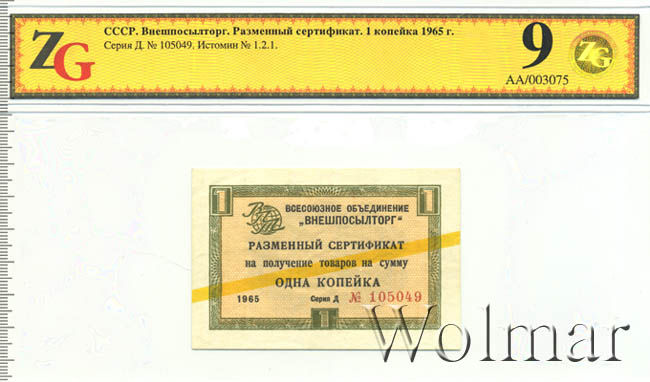 ZG
СССР. Внешпосылторг. Разменный сертификат. 1 копейка 1965 г.
Серия Д. № 105049. Истомин № 1.2.1.
9
ZG
АА/003075
1 1
ВПТ
ВСЕСОЮЗНОЕ ОБЪЕДИНЕНИЕ
„ВНЕШПОСЫЛТОРГ"
РАЗМЕННЫЙ СЕРТИФИКАТ
на получение товаров на сумму
ОДНА КОПЕЙКА
1965 Серия Д № 105049
1
Wolmar